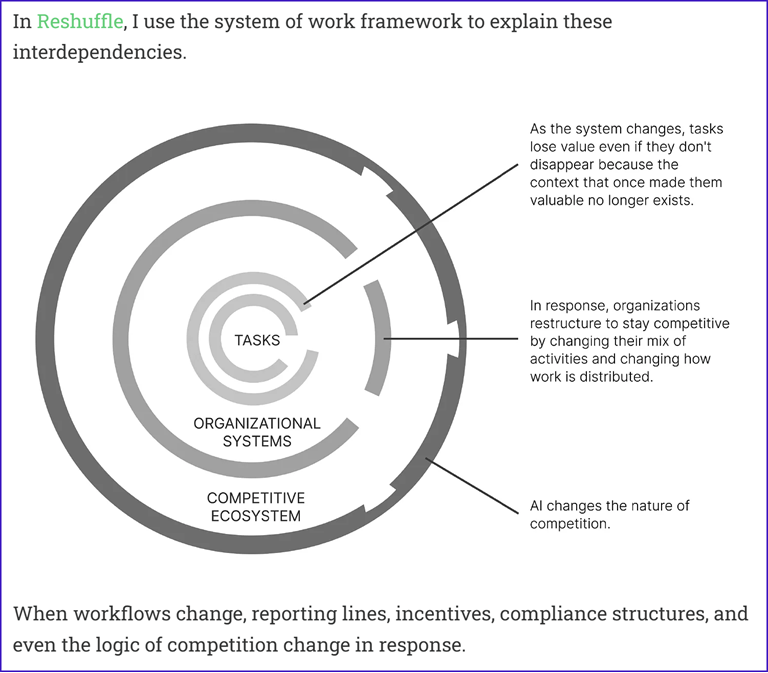 In Reshuffle, I use the system of work framework to explain these
interdependencies.
As the system changes, tasks
lose value even if they don't
disappear because the
context that once made them
valuable no longer exists.
In response, organizations
restructure to stay competitive
by changing their mix of
activities and changing how
work is distributed.
TASKS
ORGANIZATIONAL
SYSTEMS
COMPETITIVE
ECOSYSTEM
AI changes the nature of
competition.
When workflows change, reporting lines, incentives, compliance structures, and
even the logic of competition change in response.